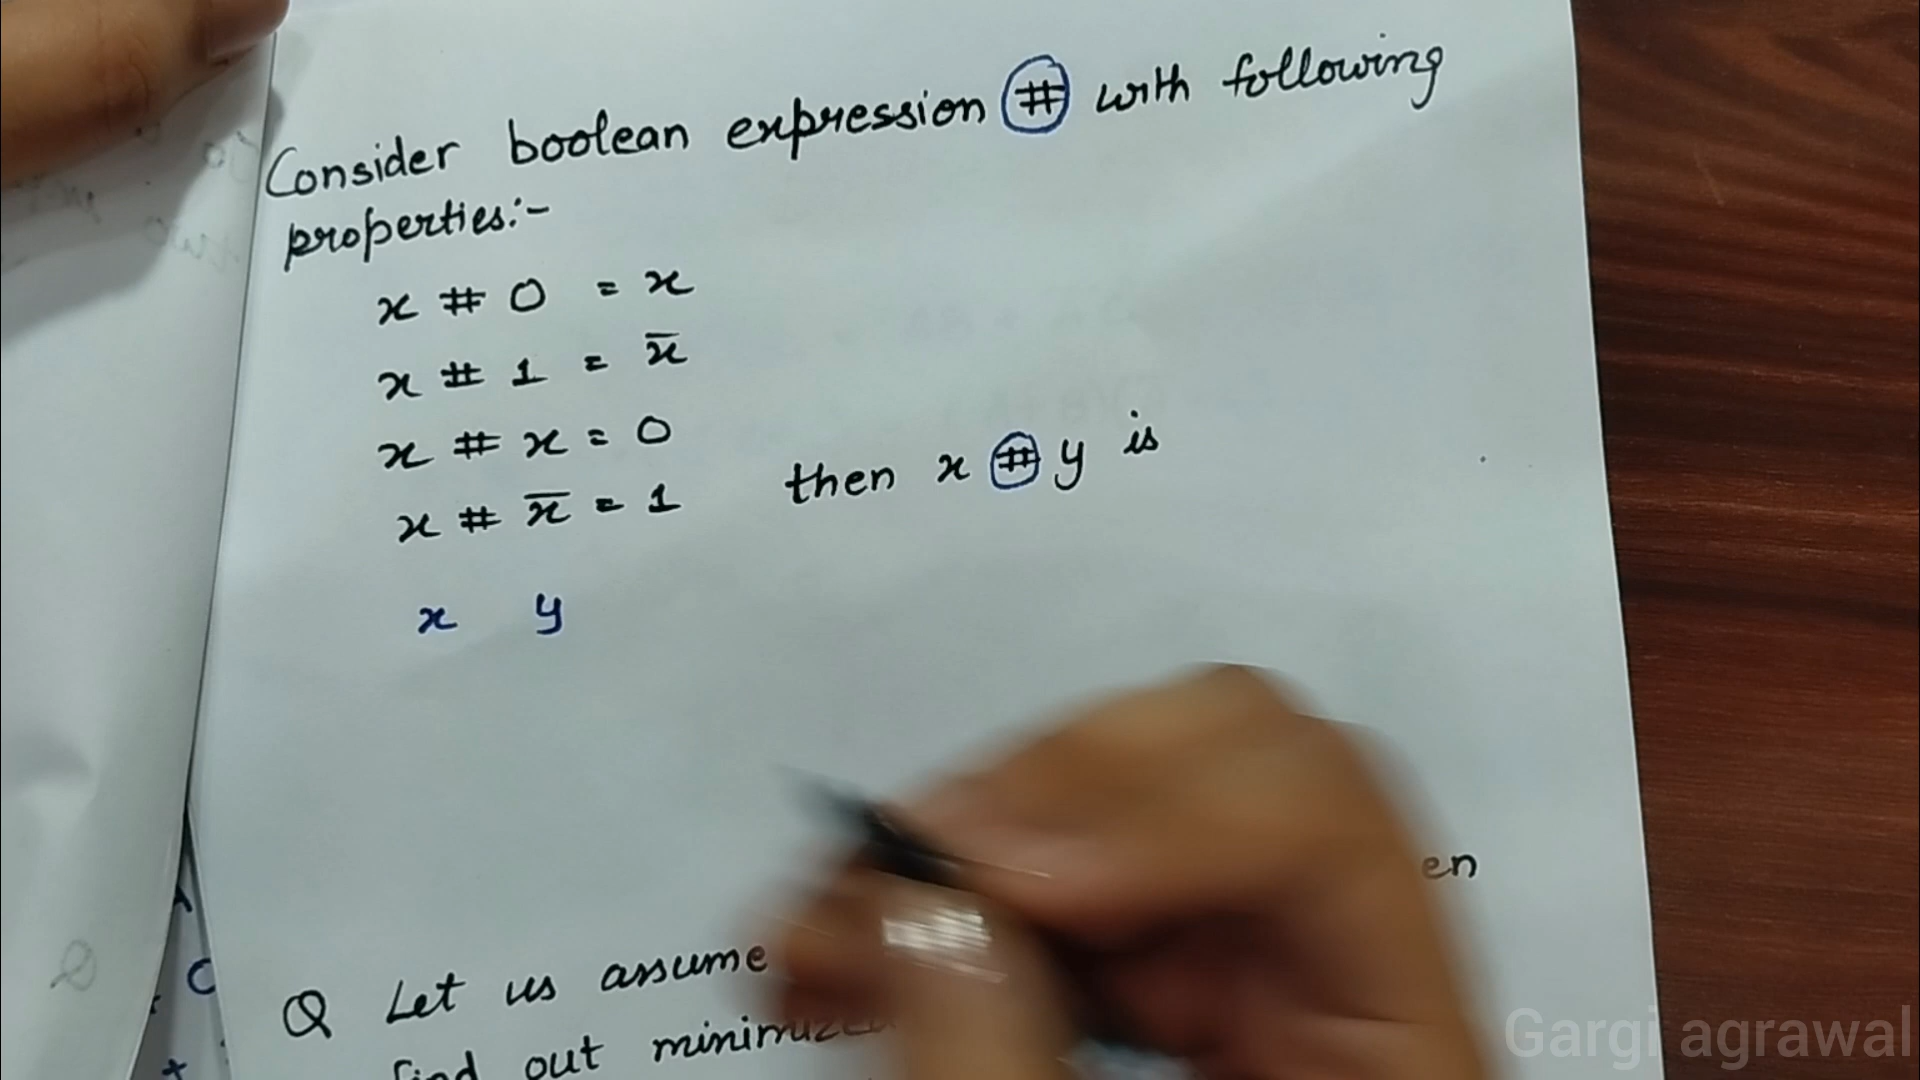 Consider boolean expression # with following
properties:-
x # 0 = x
x # 1 = x̅
x # x = 0
x # x̅ = 1 then x # y is
x y
en
Q Let us assume
find out
A
C
+
Gargi agrawal